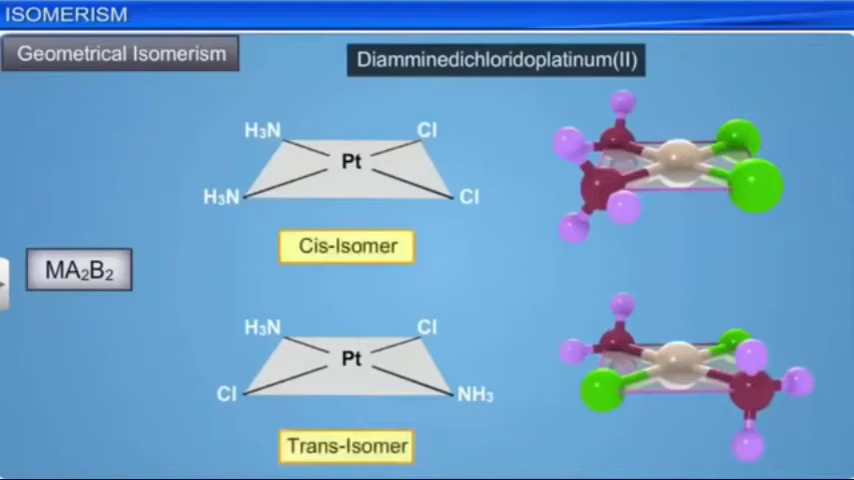 ISOMERISM
Geometrical Isomerism
Diamminedichloridoplatinum(II)
H₃N Cl
Pt
H₃N Cl
Cis-Isomer
MA₂B₂
H₃N Cl
Pt
Cl NH₃
Trans-Isomer